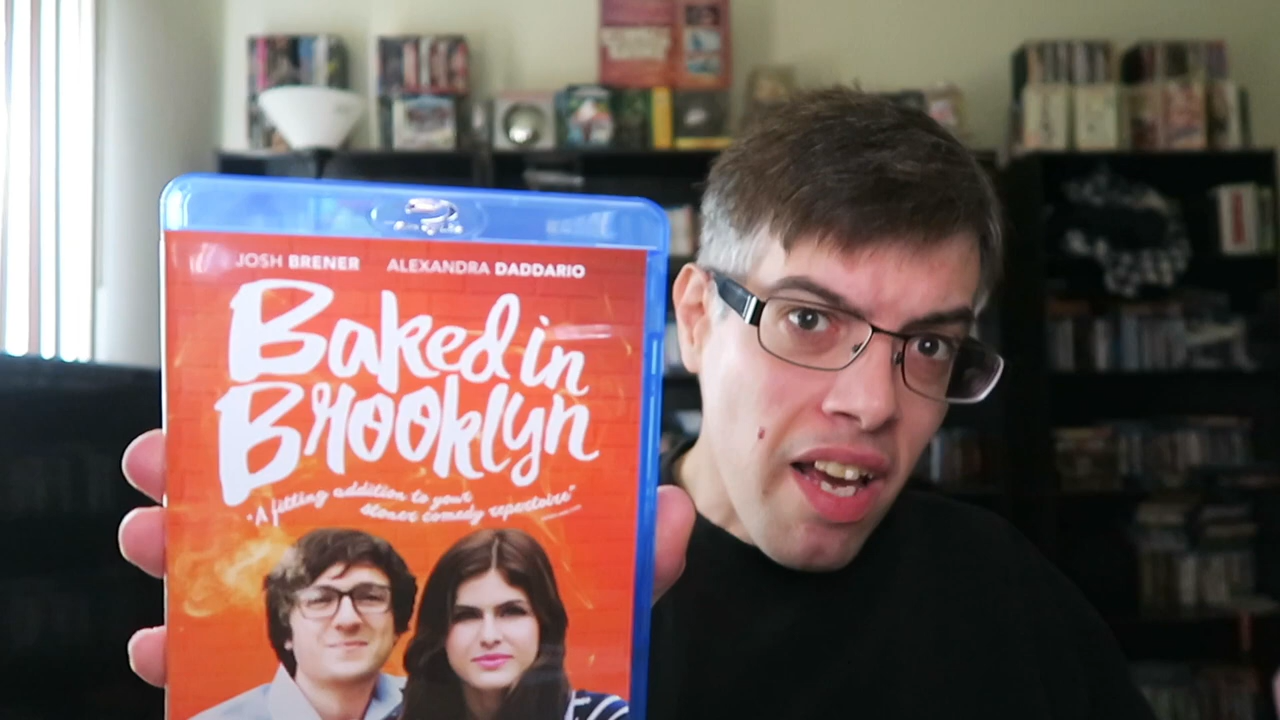 JOSH BRENER ALEXANDRA DADDARIO
Baked in
Brooklyn
"A fitting addition to your
stoner comedy repertoire"